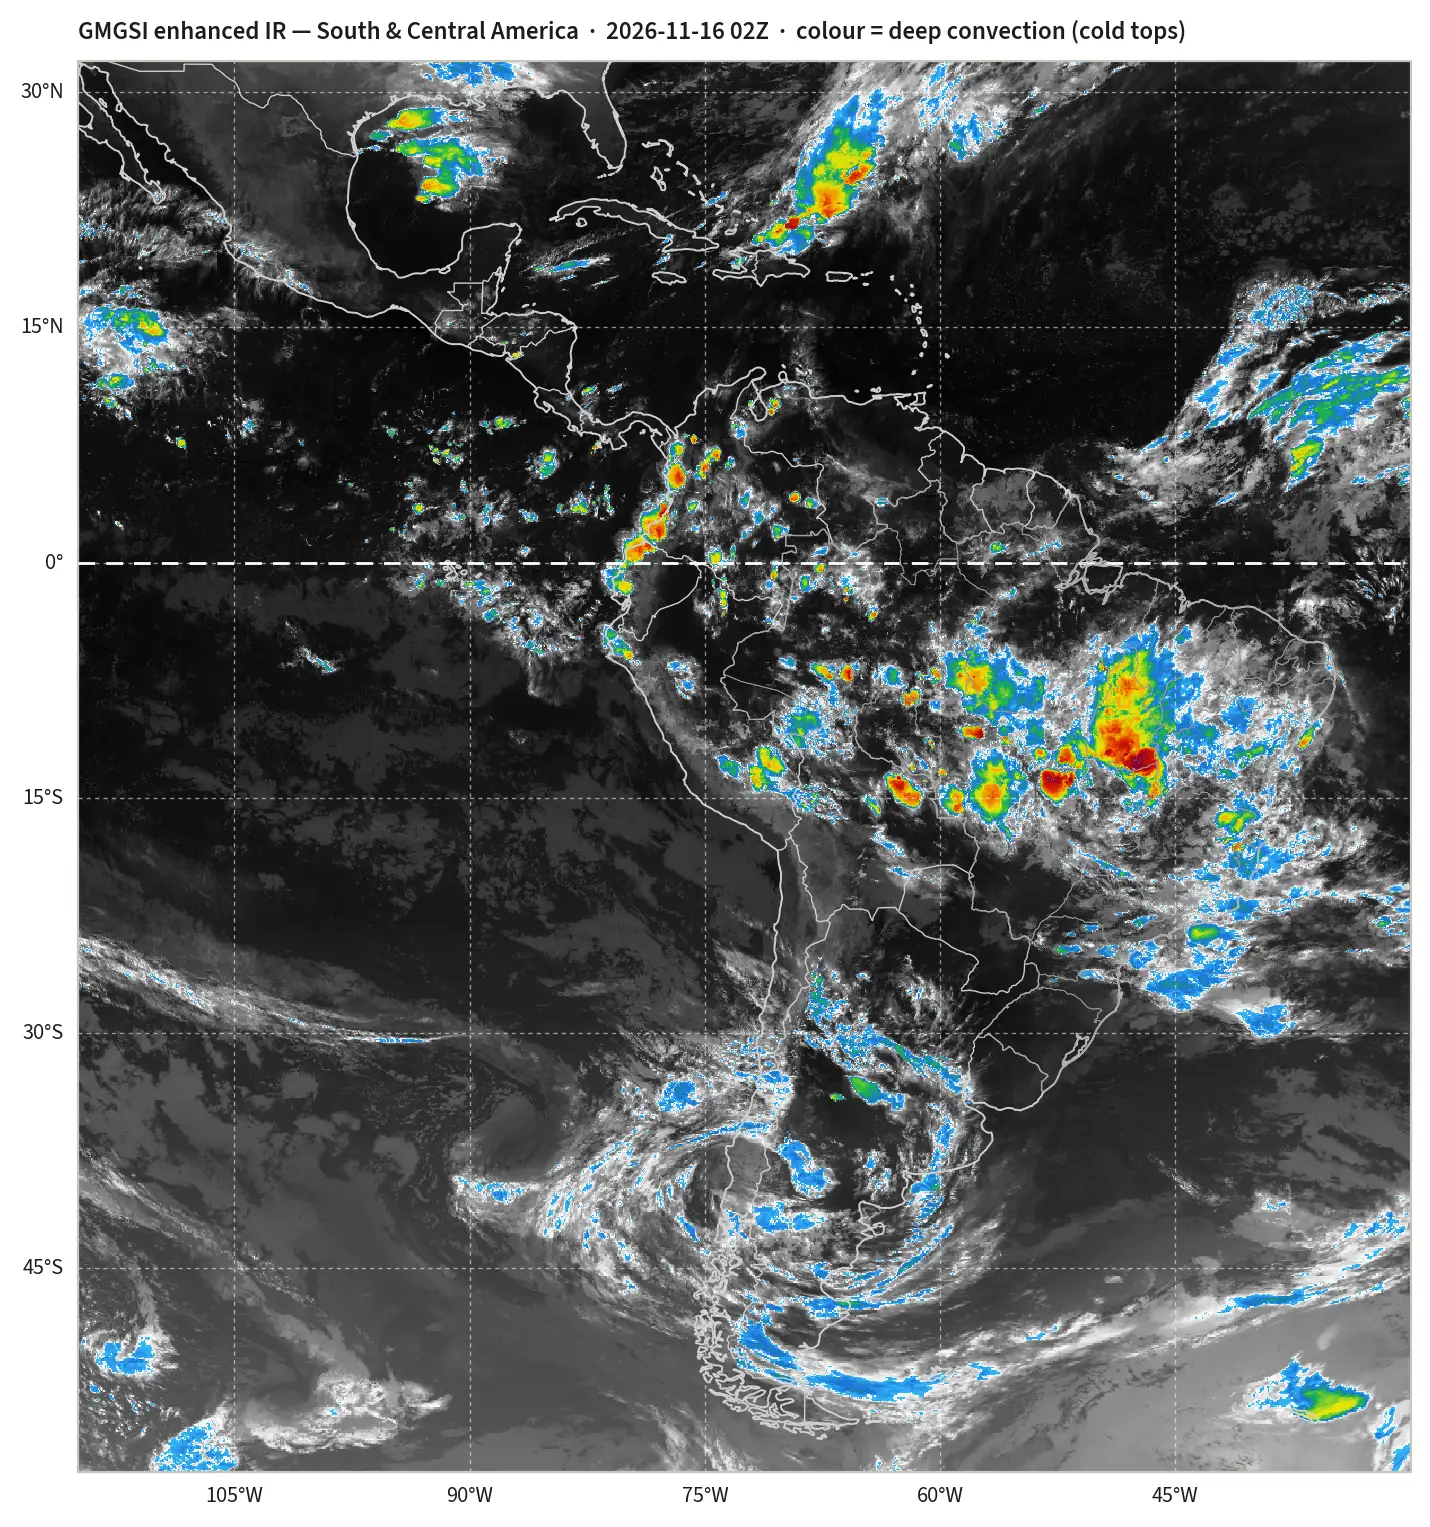 GMGSI enhanced IR — South & Central America · 2026-11-16 02Z · colour = deep convection (cold tops)
30°N
15°N
0°
15°S
30°S
45°S
105°W
90°W
75°W
60°W
45°W